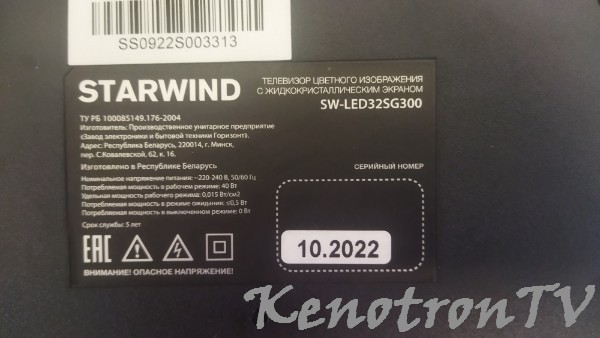 SS0922S003313
STARWIND
ТЕЛЕВИЗОР ЦВЕТНОГО ИЗОБРАЖЕНИЯ
С ЖИДКОКРИСТАЛЛИЧЕСКИМ ЭКРАНОМ
SW-LED32SG300
ТУ РБ 100085149.176-2004
Изготовитель: Производственное унитарное предприятие
«Завод электроники и бытовой техники Горизонт».
Адрес: Республика Беларусь, 220014, г. Минск,
пер. С.Ковалевской, 62, к. 16.
Изготовлено в Республике Беларусь
Номинальное напряжение питания: ~220-240 В, 50/60 Гц
Потребляемая мощность в рабочем режиме: 40 Вт
Удельная мощность рабочего режима: 0,015 Вт/см2
Потребляемая мощность в режиме ожидания: ≤0,5 Вт
Потребляемая мощность в выключенном режиме: 0 Вт
Срок службы: 5 лет
СЕРИЙНЫЙ НОМЕР
10.2022
EAC
ВНИМАНИЕ! ОПАСНОЕ НАПРЯЖЕНИЕ!
KenotronTV